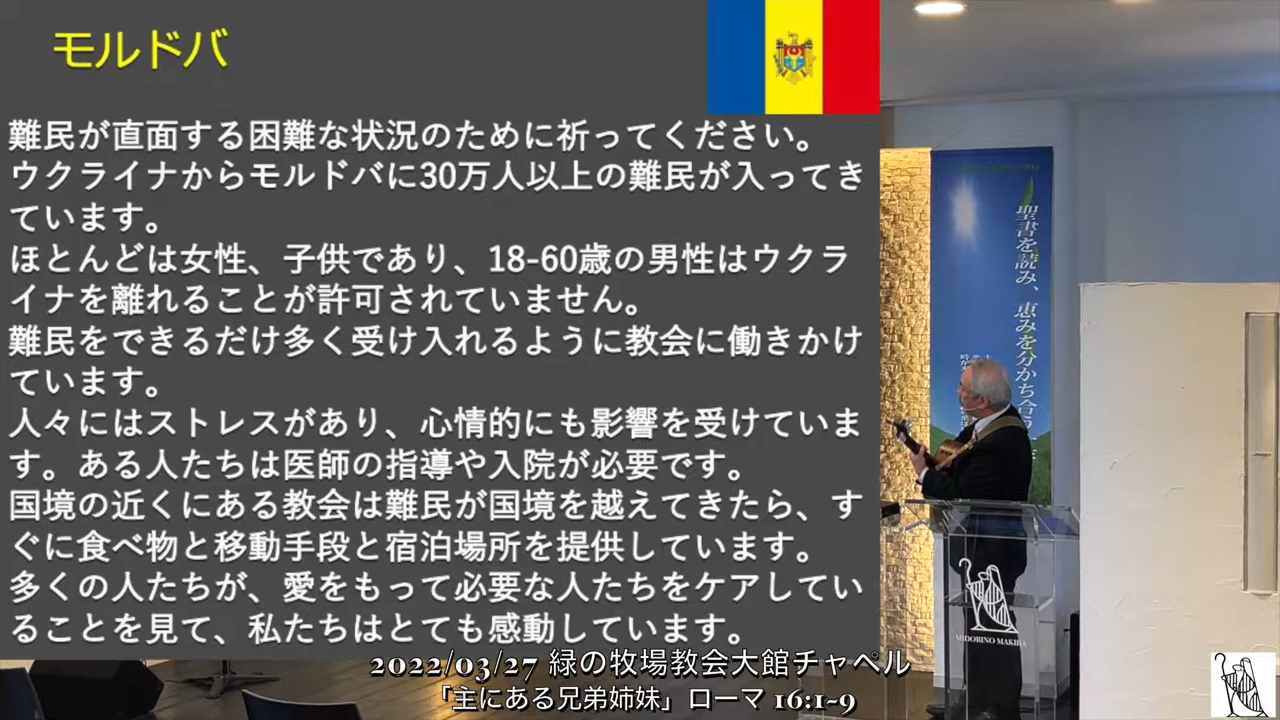 モルドバ
難民が直面する困難な状況のために祈ってください。
ウクライナからモルドバに30万人以上の難民が入ってき
ています。
ほとんどは女性、子供であり、18-60歳の男性はウクラ
イナを離れることが許可されていません。
難民をできるだけ多く受け入れるように教会に働きかけ
ています。
人々にはストレスがあり、心情的にも影響を受けていま
す。ある人たちは医師の指導や入院が必要です。
国境の近くにある教会は難民が国境を越えてきたら、す
ぐに食べ物と移動手段と宿泊場所を提供しています。
多くの人たちが、愛をもって必要な人たちをケアしてい
ることを見て、私たちはとても感動しています。
聖書を読み、恵みを分かち合
MIDORINO MAKIBA
2022/03/27 緑の牧場教会大館チャペル
「主にある兄弟姉妹」ローマ 16:1-9